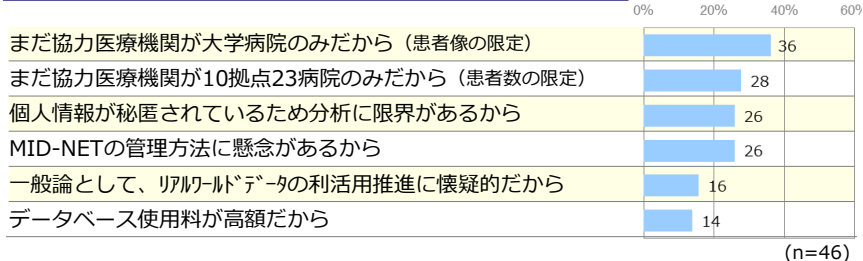 0% 20% 40% 60%
まだ協力医療機関が大学病院のみだから（患者像の限定） 36
まだ協力医療機関が10拠点23病院のみだから（患者数の限定） 28
個人情報が秘匿されているため分析に限界があるから 26
MID-NETの管理方法に懸念があるから 26
一般論として、ﾘｱﾙﾜｰﾙﾄﾞﾃﾞｰﾀの利活用推進に懐疑的だから 16
データベース使用料が高額だから 14
(n=46)